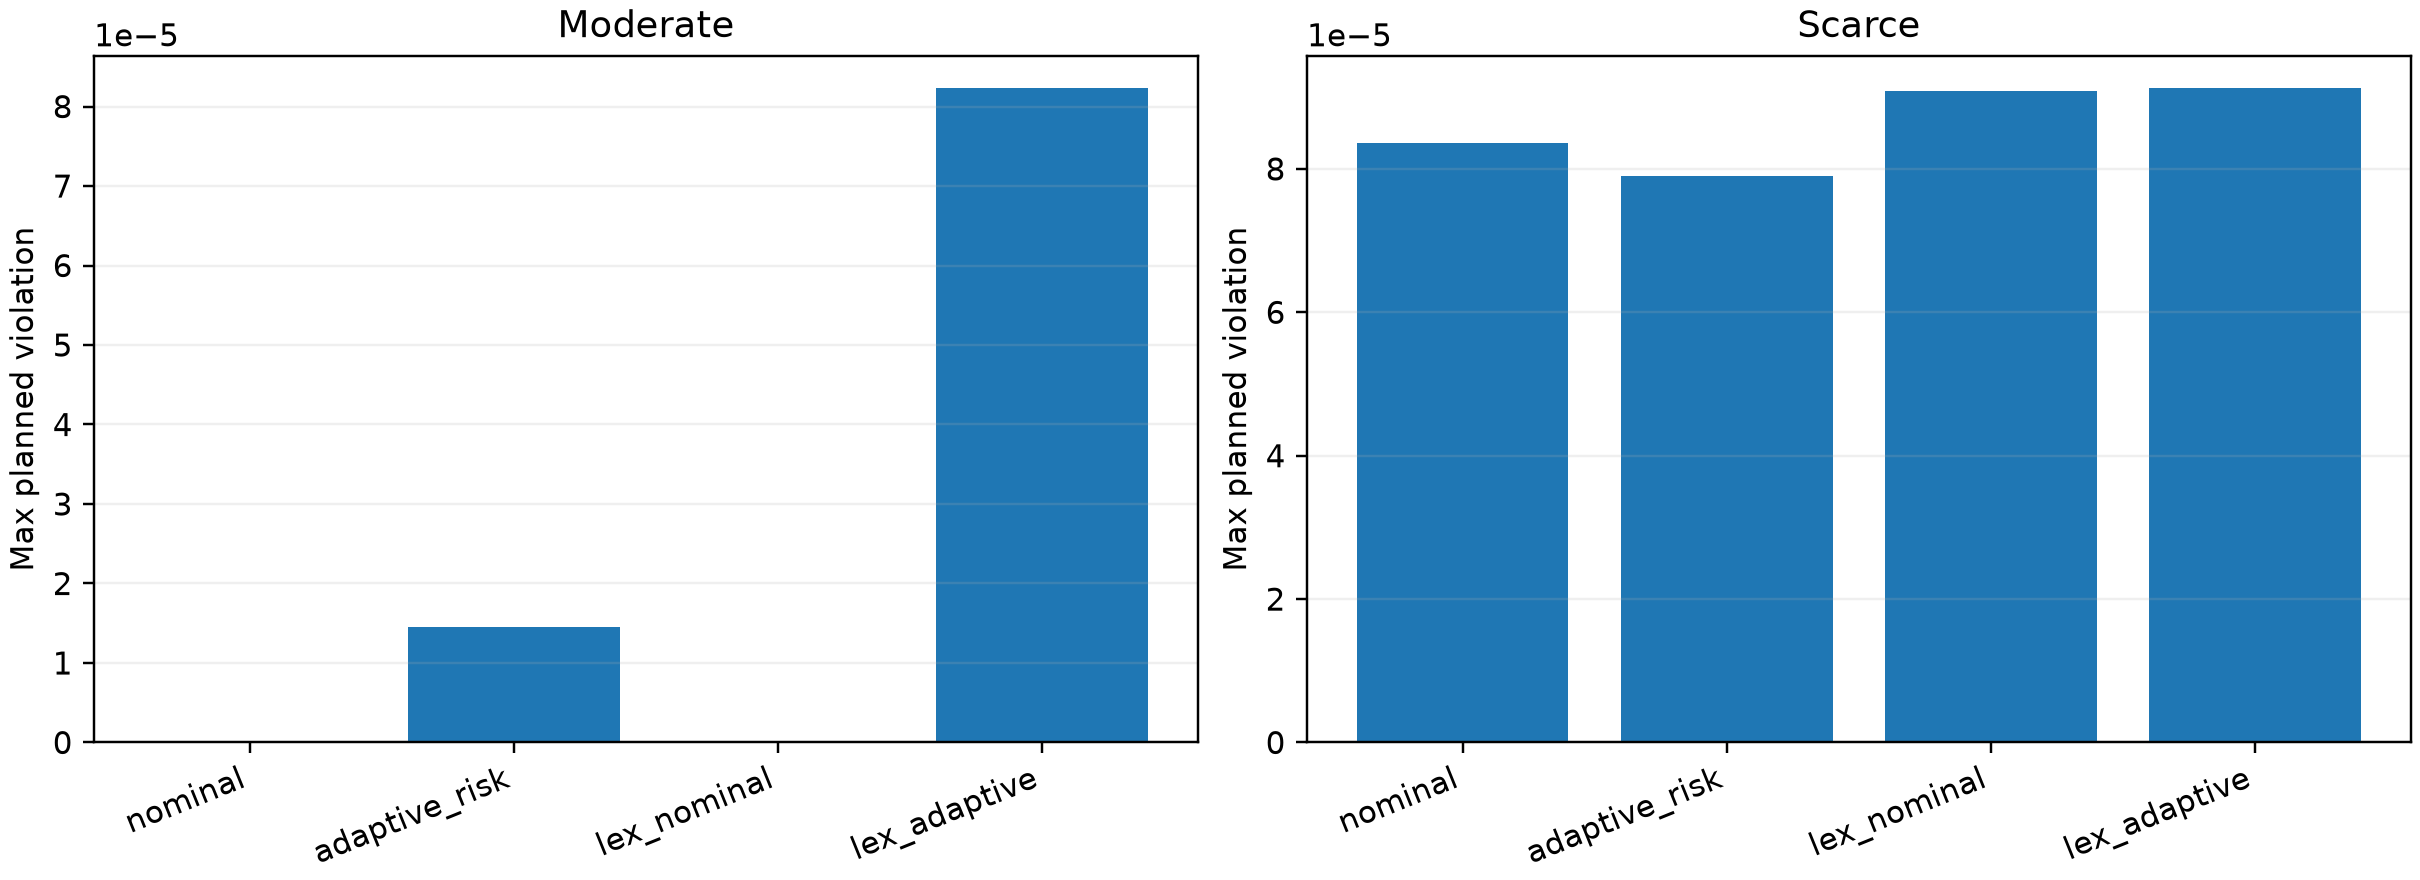 Moderate
1e−5
8
7
6
5
4
3
2
1
0
Max planned violation
nominal
adaptive_risk
lex_nominal
lex_adaptive
Scarce
1e−5
8
6
4
2
0
Max planned violation
nominal
adaptive_risk
lex_nominal
lex_adaptive